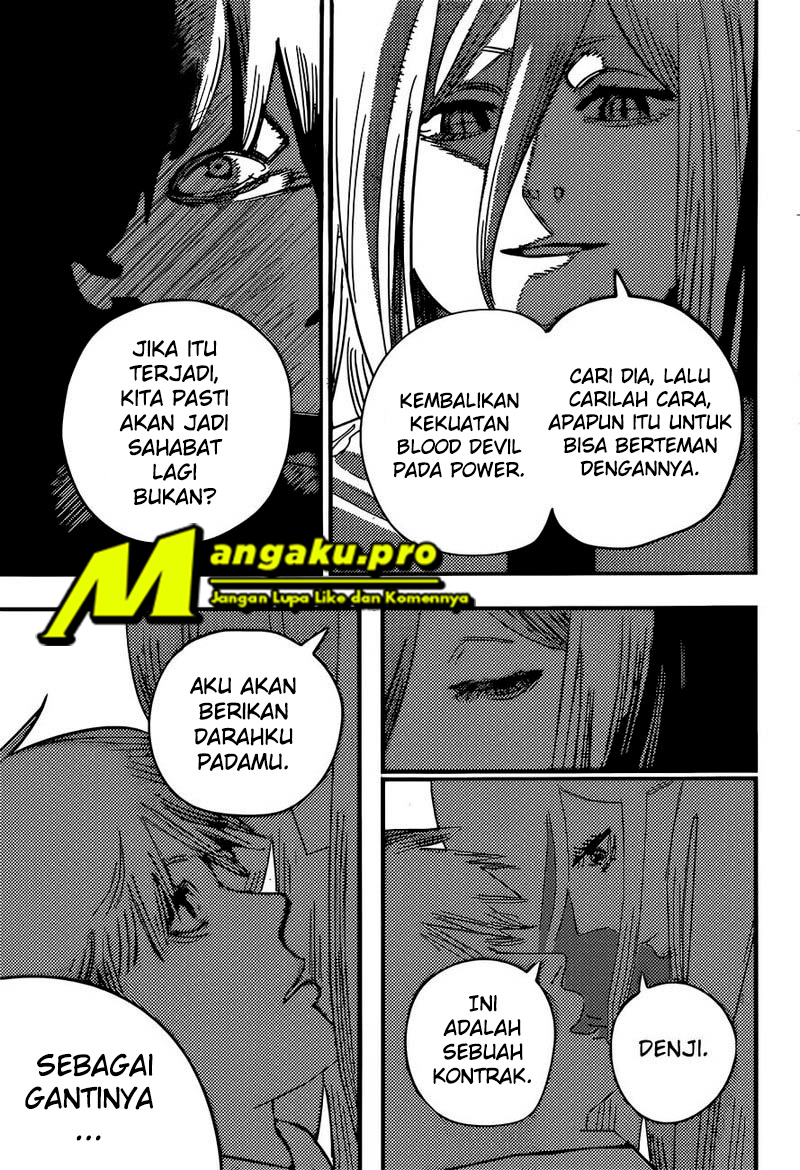 CARI DIA, LALU
CARILAH CARA,
APAPUN ITU UNTUK
BISA BERTEMAN
DENGANNYA.
KEMBALIKAN
KEKUATAN
BLOOD DEVIL
PADA POWER.
JIKA ITU
TERJADI,
KITA PASTI
AKAN JADI
SAHABAT
LAGI
BUKAN?
Mangaku.pro
Jangan Lupa Like dan Komennya
DENJI.
INI
ADALAH
SEBUAH
KONTRAK.
AKU AKAN
BERIKAN
DARAHKU
PADAMU.
SEBAGAI
GANTINYA
...